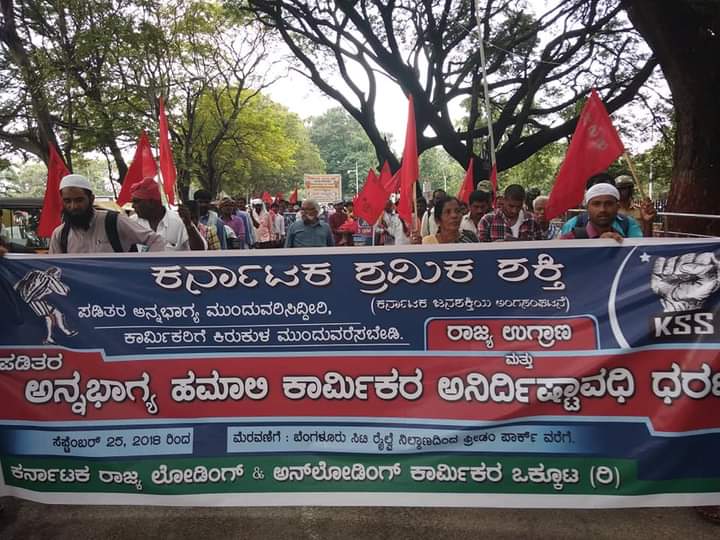 ಕರ್ನಾಟಕ ಶ್ರಮಿಕ ಶಕ್ತಿ
(ಕರ್ನಾಟಕ ಜನಶಕ್ತಿಯ ಅಂಗಸಂಘಟನೆ)
ಪಡಿತರ ಅನ್ನಭಾಗ್ಯ ಮುಂದುವರಿಸಿದ್ದೀರಿ,
ಕಾರ್ಮಿಕರಿಗೆ ಕಿರುಕುಳ ಮುಂದುವರೆಸಬೇಡಿ.
ರಾಜ್ಯ ಉಗ್ರಾಣ
KSS
ಮತ್ತು
ಪಡಿತರ
ಅನ್ನಭಾಗ್ಯ ಹಮಾಲಿ ಕಾರ್ಮಿಕರ ಅನಿರ್ದಿಷ್ಟಾವಧಿ ಧರಣಿ
ಸೆಪ್ಟೆಂಬರ್ 25, 2018 ರಿಂದ
ಮೆರವಣಿಗೆ : ಬೆಂಗಳೂರು ಸಿಟಿ ರೈಲ್ವೆ ನಿಲ್ದಾಣದಿಂದ ಫ್ರೀಡಂ ಪಾರ್ಕ್ ವರೆಗೆ.
ಕರ್ನಾಟಕ ರಾಜ್ಯ ಲೋಡಿಂಗ್ & ಅನ್‌ಲೋಡಿಂಗ್ ಕಾರ್ಮಿಕರ ಒಕ್ಕೂಟ (ರಿ)